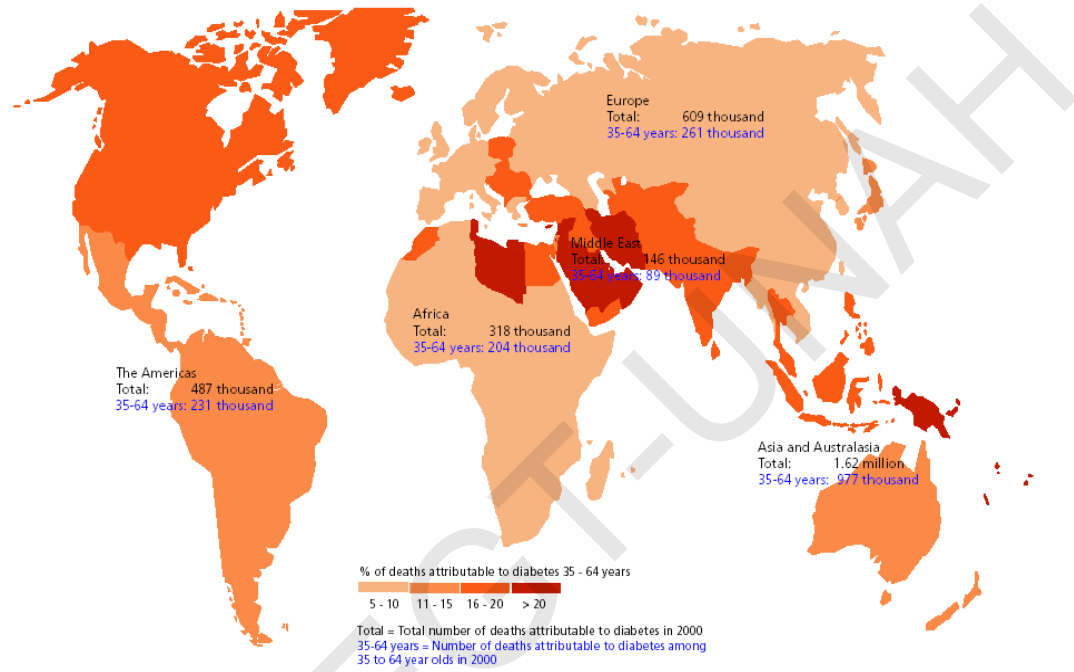 Europe
Total: 609 thousand
35-64 years: 261 thousand
Middle East
Total: 146 thousand
35-64 years: 89 thousand
Africa
Total: 318 thousand
35-64 years: 204 thousand
The Americas
Total: 487 thousand
35-64 years: 231 thousand
Asia and Australasia
Total: 1.62 million
35-64 years: 977 thousand
% of deaths attributable to diabetes 35 - 64 years
5 - 10 11 - 15 16 - 20 > 20
Total = Total number of deaths attributable to diabetes in 2000
35-64 years = Number of deaths attributable to diabetes among
35 to 64 year olds in 2000